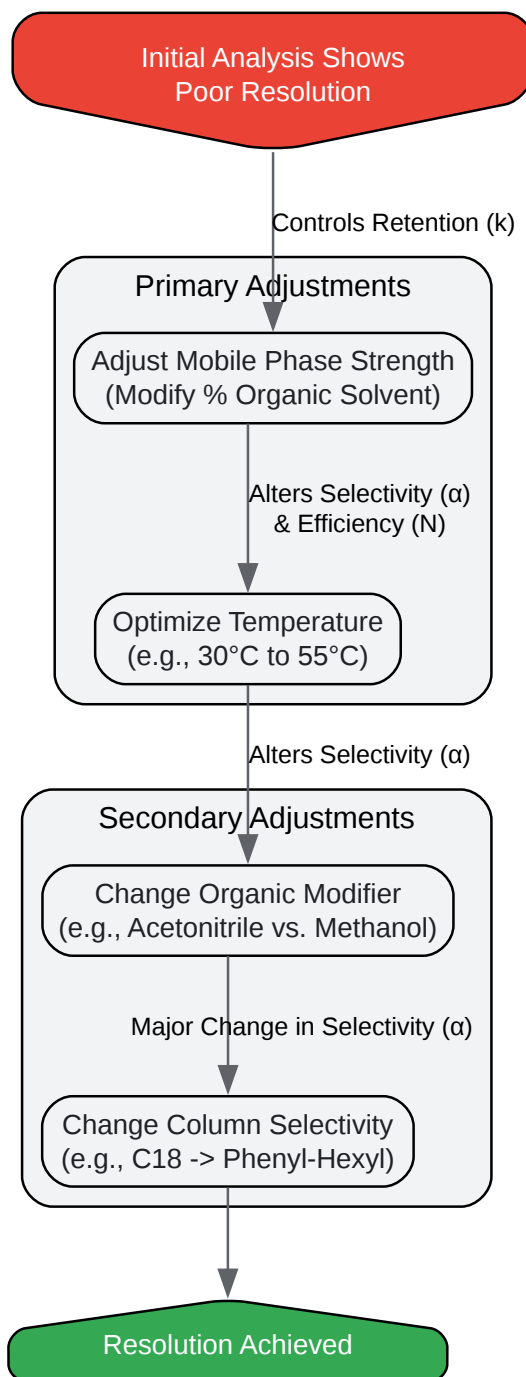 Initial Analysis Shows
Poor Resolution
Controls Retention (k)
Primary Adjustments
Adjust Mobile Phase Strength
(Modify % Organic Solvent)
Alters Selectivity (α)
& Efficiency (N)
Optimize Temperature
(e.g., 30°C to 55°C)
Alters Selectivity (α)
Secondary Adjustments
Change Organic Modifier
(e.g., Acetonitrile vs. Methanol)
Major Change in Selectivity (α)
Change Column Selectivity
(e.g., C18 -> Phenyl-Hexyl)
Resolution Achieved